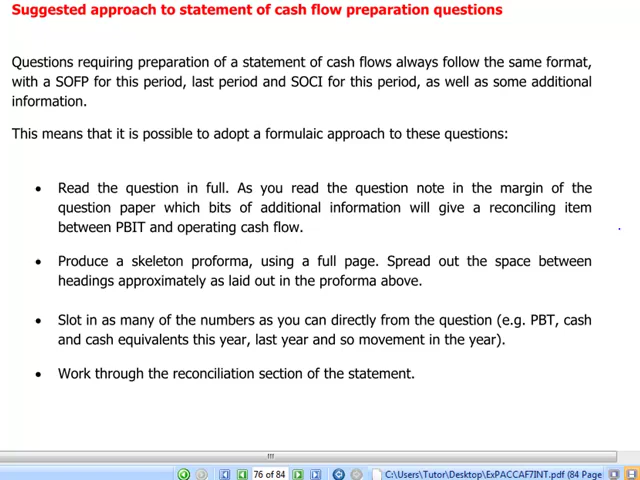 Suggested approach to statement of cash flow preparation questions
Questions requiring preparation of a statement of cash flows always follow the same format,
with a SOFP for this period, last period and SOCI for this period, as well as some additional
information.
This means that it is possible to adopt a formulaic approach to these questions:
• Read the question in full. As you read the question note in the margin of the
question paper which bits of additional information will give a reconciling item
between PBIT and operating cash flow.
• Produce a skeleton proforma, using a full page. Spread out the space between
headings approximately as laid out in the proforma above.
• Slot in as many of the numbers as you can directly from the question (e.g. PBT, cash
and cash equivalents this year, last year and so movement in the year).
• Work through the reconciliation section of the statement.
76 of 84
C:\Users\Tutor\Desktop\ExPACCAF7INT.pdf (84 Page